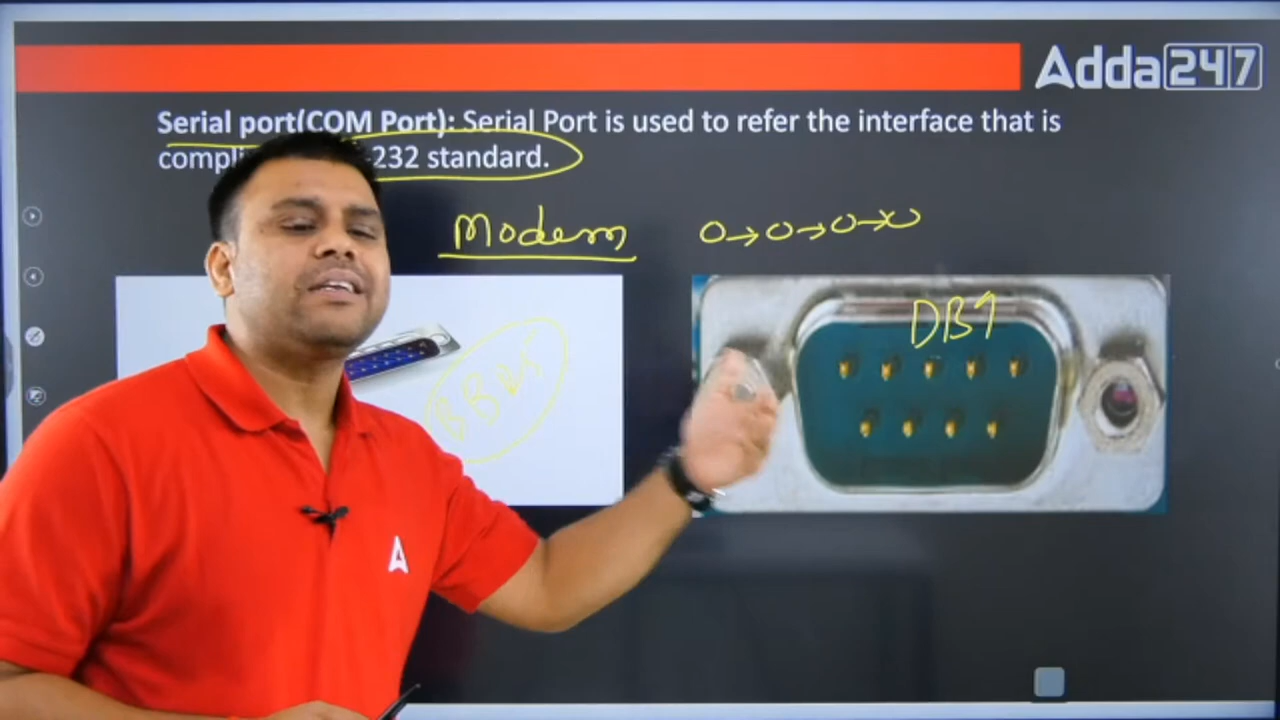 Adda247
Serial port(COM Port): Serial Port is used to refer the interface that is
compli -232 standard.
Modem
DB9